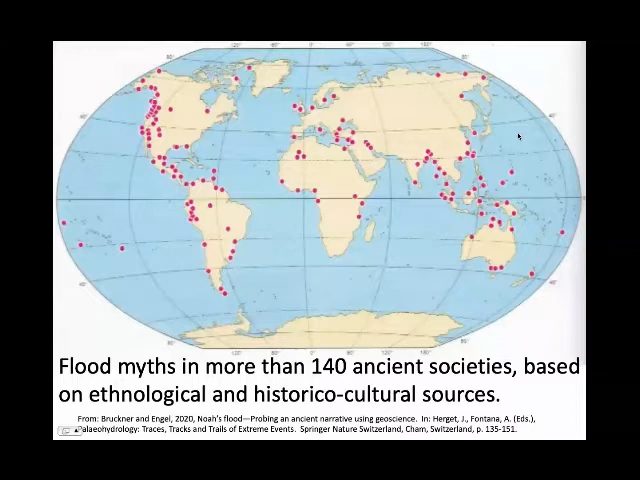 Flood myths in more than 140 ancient societies, based
on ethnological and historico-cultural sources.
From: Bruckner and Engel, 2020, Noah's flood—Probing an ancient narrative using geoscience. In: Herget, J., Fontana, A. (Eds.),
Palaeohydrology: Traces, Tracks and Trails of Extreme Events. Springer Nature Switzerland, Cham, Switzerland, p. 135-151.